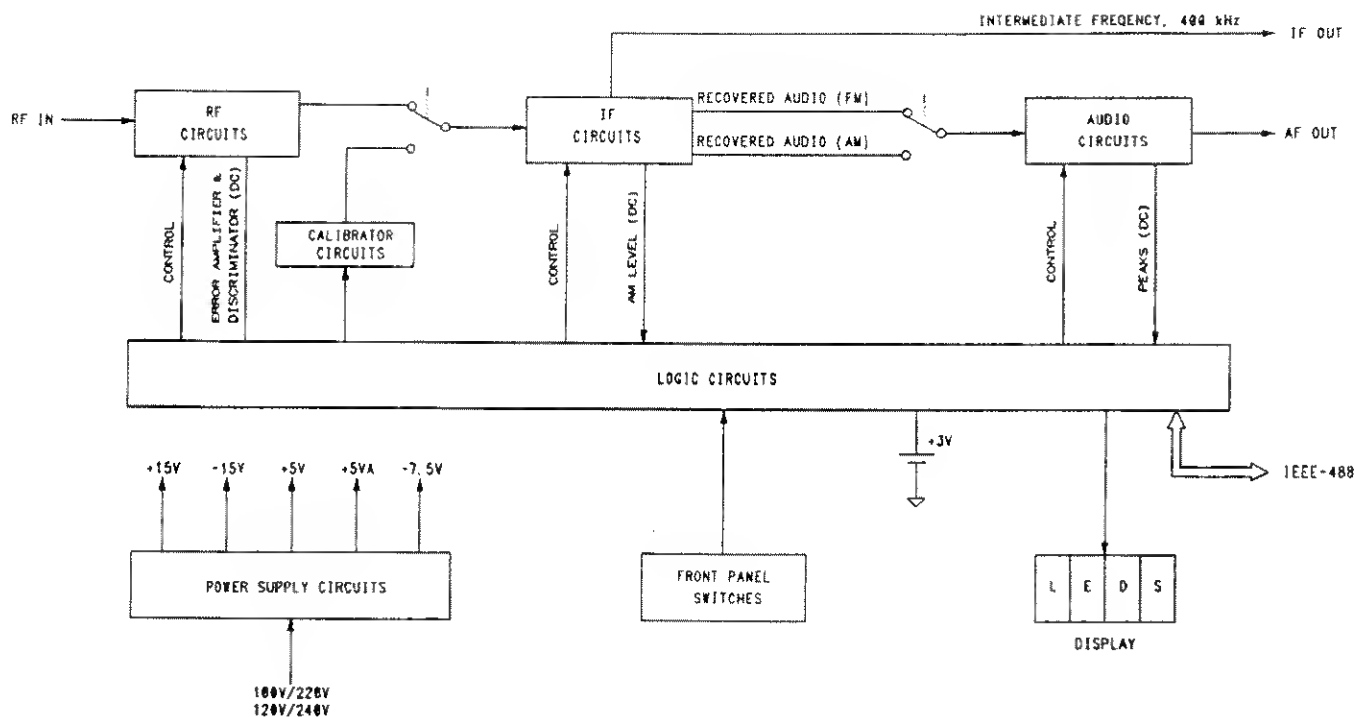 INTERMEDIATE FREQENCY, 400 kHz
IF OUT
RF IN
RF
CIRCUITS
IF
CIRCUITS
RECOVERED AUDIO (FM)
RECOVERED AUDIO (AM)
AUDIO
CIRCUITS
AF OUT
CONTROL
ERROR AMPLIFIER &
DISCRIMINATOR (DC)
CALIBRATOR
CIRCUITS
CONTROL
AM LEVEL (DC)
CONTROL
PEAKS (DC)
LOGIC CIRCUITS
+15V
-15V
+5V
+5VA
-7.5V
+3V
IEEE-488
POWER SUPPLY CIRCUITS
FRONT PANEL
SWITCHES
L E D S
DISPLAY
100V/220V
120V/240V